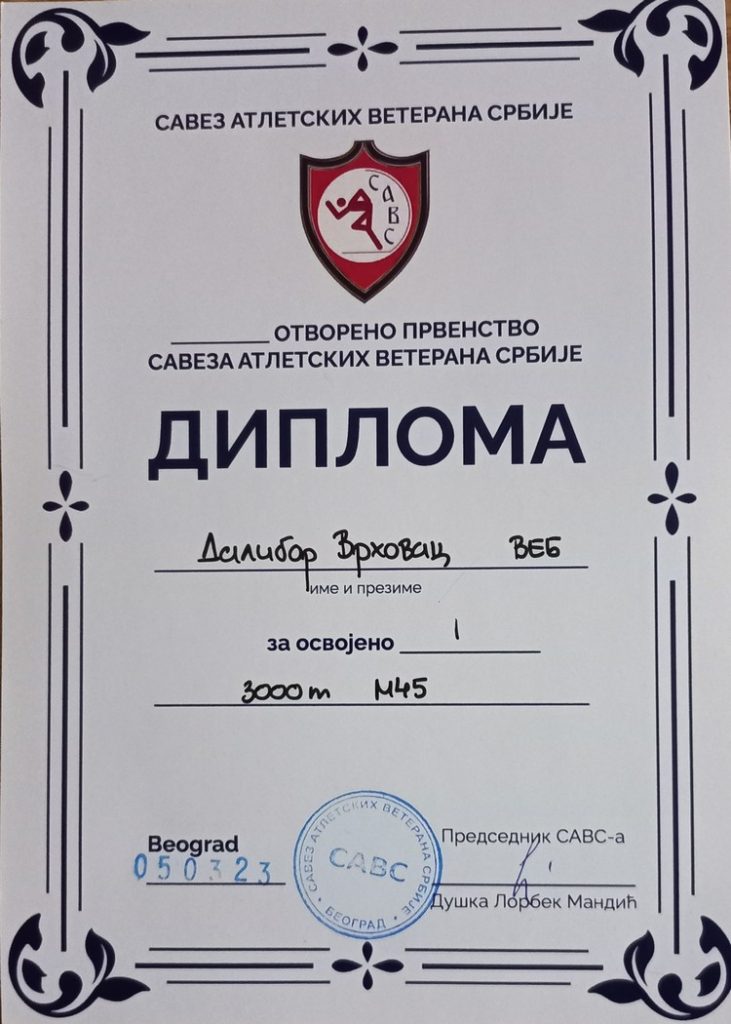 САВЕЗ АТЛЕТСКИХ ВЕТЕРАНА СРБИЈЕ
САВС
_________ ОТВОРЕНО ПРВЕНСТВО
САВЕЗА АТЛЕТСКИХ ВЕТЕРАНА СРБИЈЕ
ДИПЛОМА
Далибор Врховац ВЕБ
име и презиме
за освојено I
3000m М45
Beograd
050323
САВЕЗ АТЛЕТСКИХ ВЕТЕРАНА СРБИЈЕ
САВС
• БЕОГРАД •
Председник САВС-а
Душка Лорбек Мандић